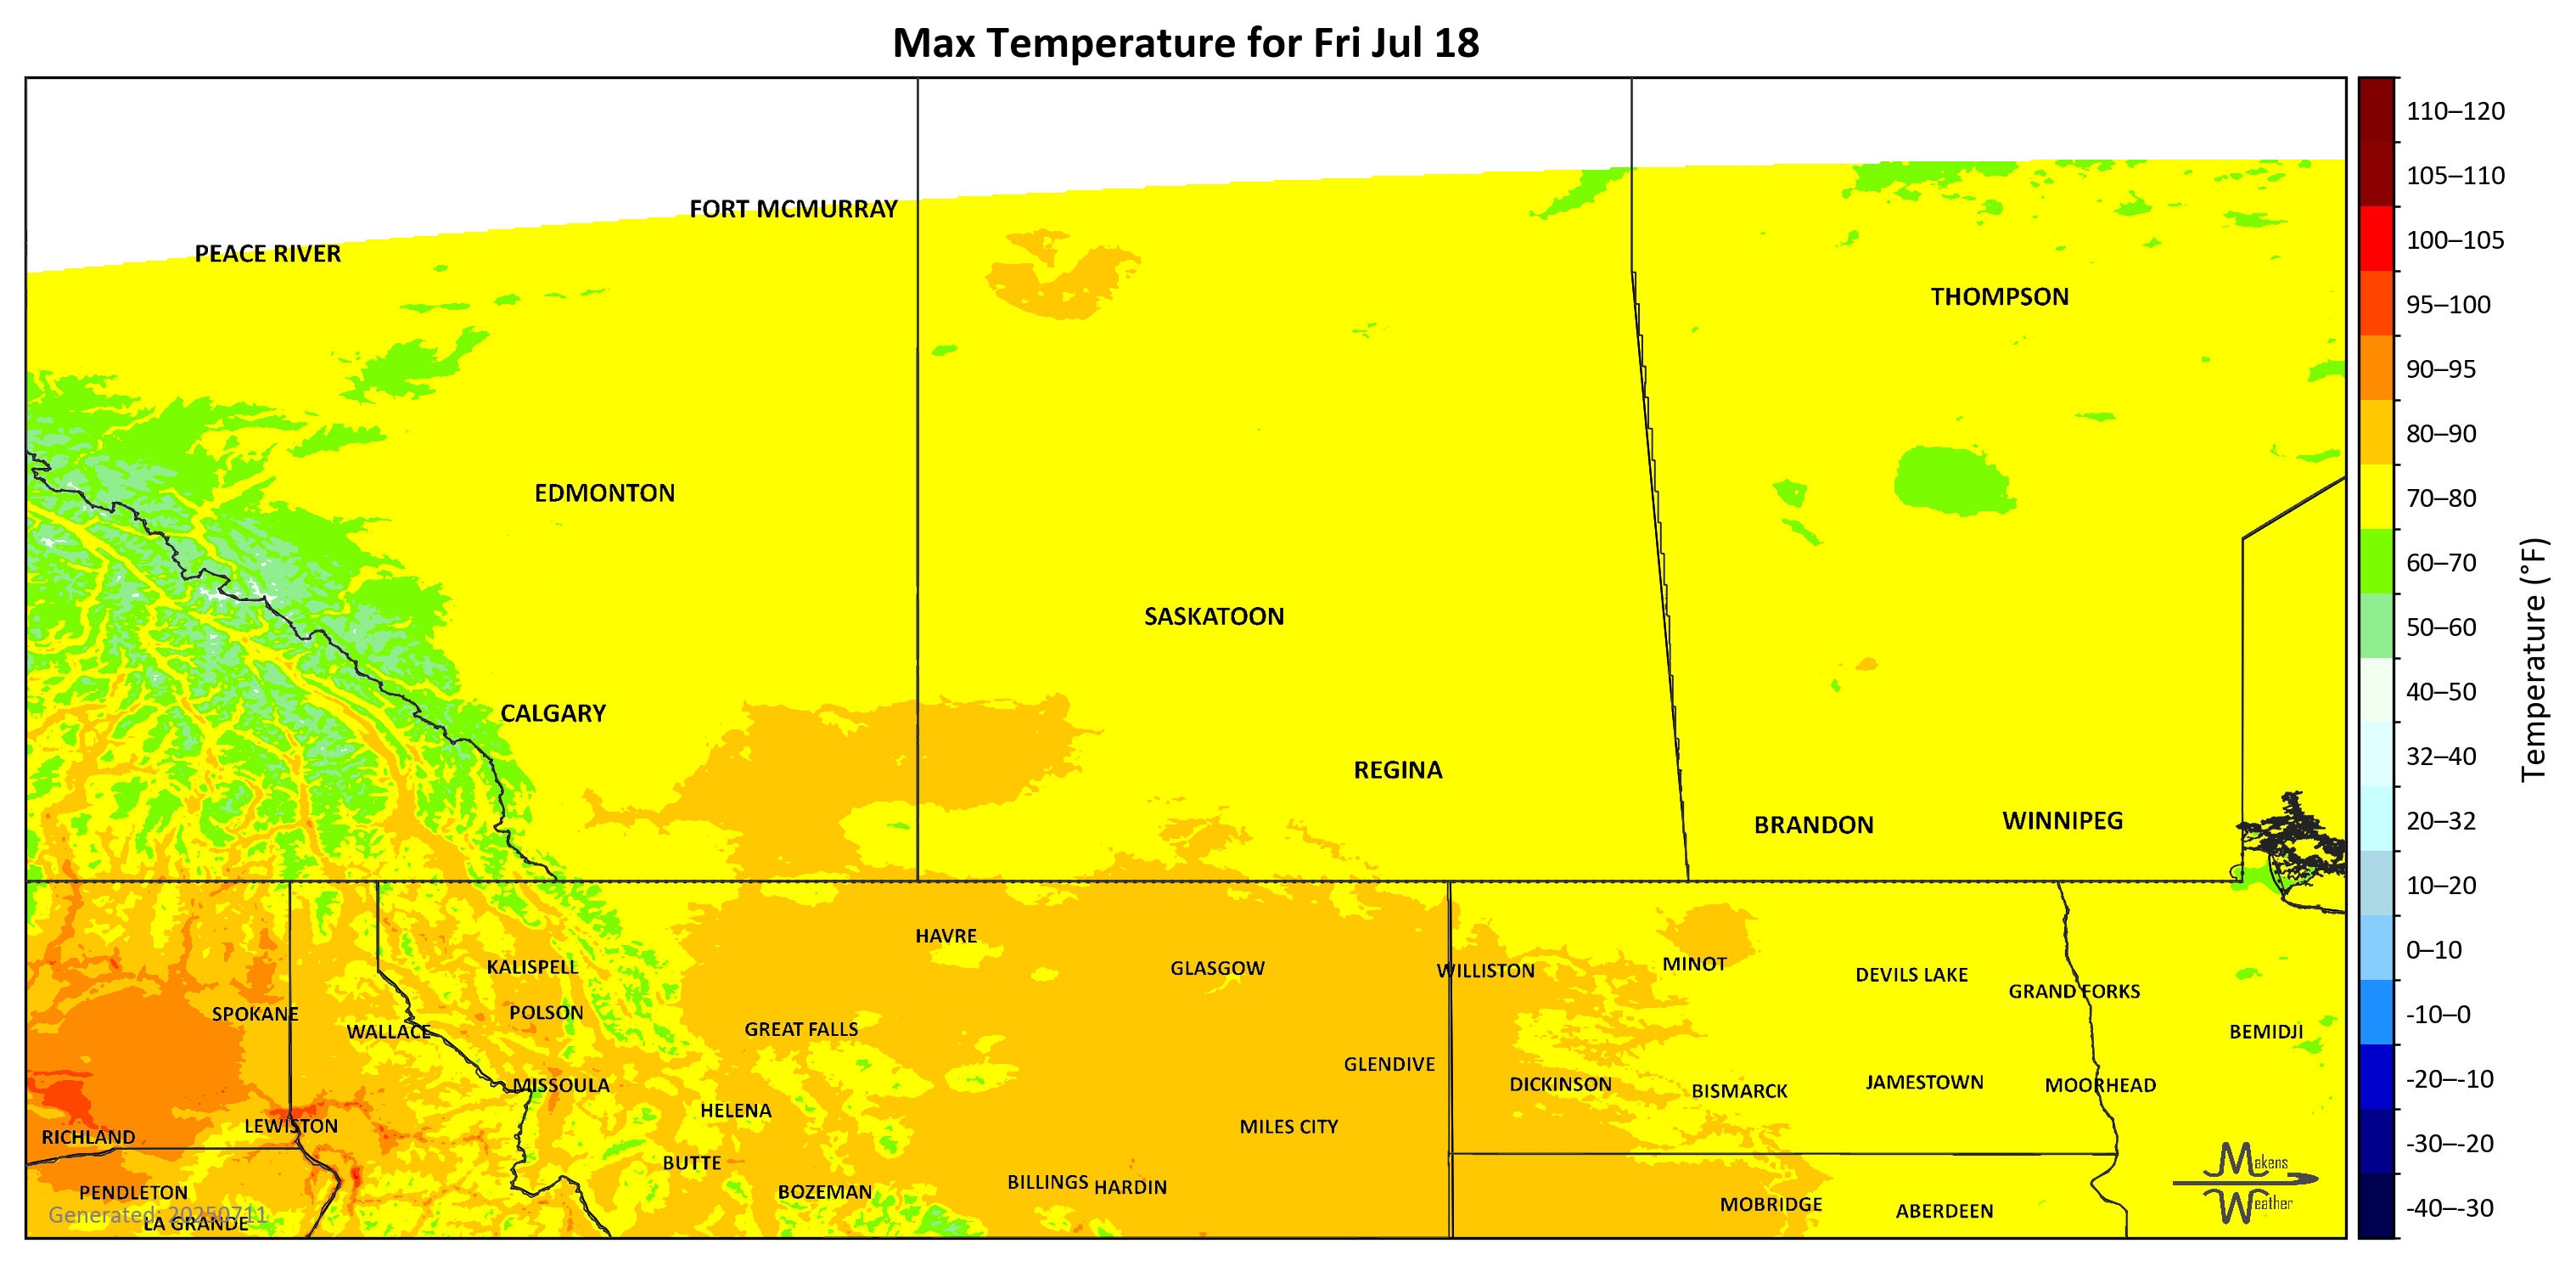 Max Temperature for Fri Jul 18
FORT MCMURRAY
PEACE RIVER
THOMPSON
EDMONTON
SASKATOON
CALGARY
REGINA
BRANDON
WINNIPEG
HAVRE
KALISPELL
GLASGOW
WILLISTON
MINOT
DEVILS LAKE
GRAND FORKS
SPOKANE
POLSON
WALLACE
GREAT FALLS
BEMIDJI
GLENDIVE
MISSOULA
DICKINSON
BISMARCK
JAMESTOWN
MOORHEAD
HELENA
LEWISTON
MILES CITY
RICHLAND
BUTTE
PENDLETON
BOZEMAN
BILLINGS
HARDIN
MOBRIDGE
ABERDEEN
Generated: 20250711
LA GRANDE
Makens
Weather
110–120
105–110
100–105
95–100
90–95
80–90
70–80
60–70
50–60
40–50
32–40
20–32
10–20
0–10
-10–0
-20–-10
-30–-20
-40–-30
Temperature (°F)